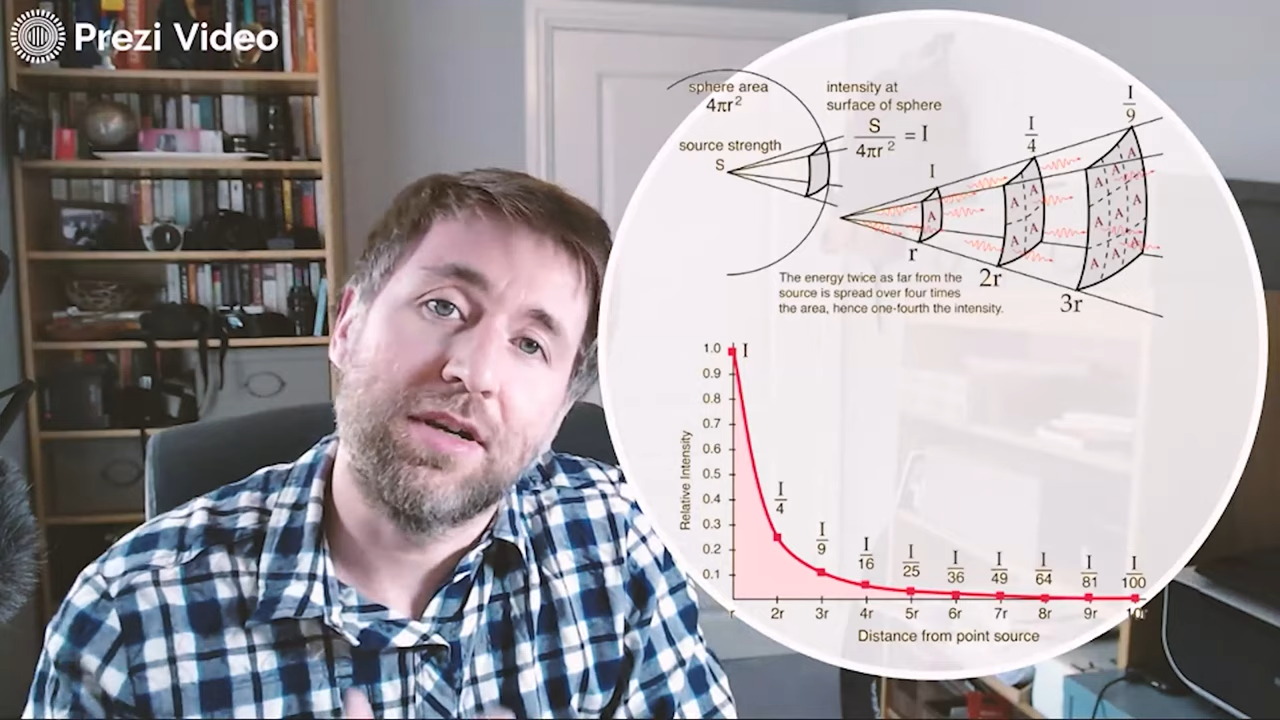 Prezi Video
sphere area
4πr²
intensity at
surface of sphere
S
4πr²
= I
source strength
S
I
I
4
I
9
A
A
A
A
A
A
A
A
A
A
A
A
A
A
r
2r
3r
The energy twice as far from the
source is spread over four times
the area, hence one-fourth the intensity.
1.0
0.9
0.8
0.7
0.6
0.5
0.4
0.3
0.2
0.1
Relative Intensity
I
I
4
I
9
I
16
I
25
I
36
I
49
I
64
I
81
I
100
r 2r 3r 4r 5r 6r 7r 8r 9r 10r
Distance from point source